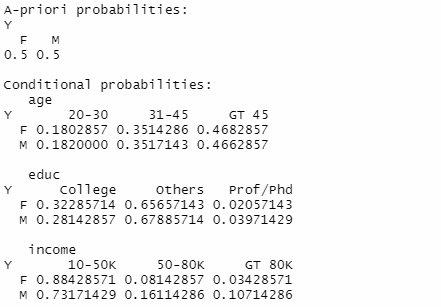 A-priori probabilities:
Y
F M
0.5 0.5
Conditional probabilities:
age
Y 20-30 31-45 GT 45
F 0.1802857 0.3514286 0.4682857
M 0.1820000 0.3517143 0.4662857
educ
Y College Others Prof/Phd
F 0.32285714 0.65657143 0.02057143
M 0.28142857 0.67885714 0.03971429
income
Y 10-50K 50-80K GT 80K
F 0.88428571 0.08142857 0.03428571
M 0.73171429 0.16114286 0.10714286